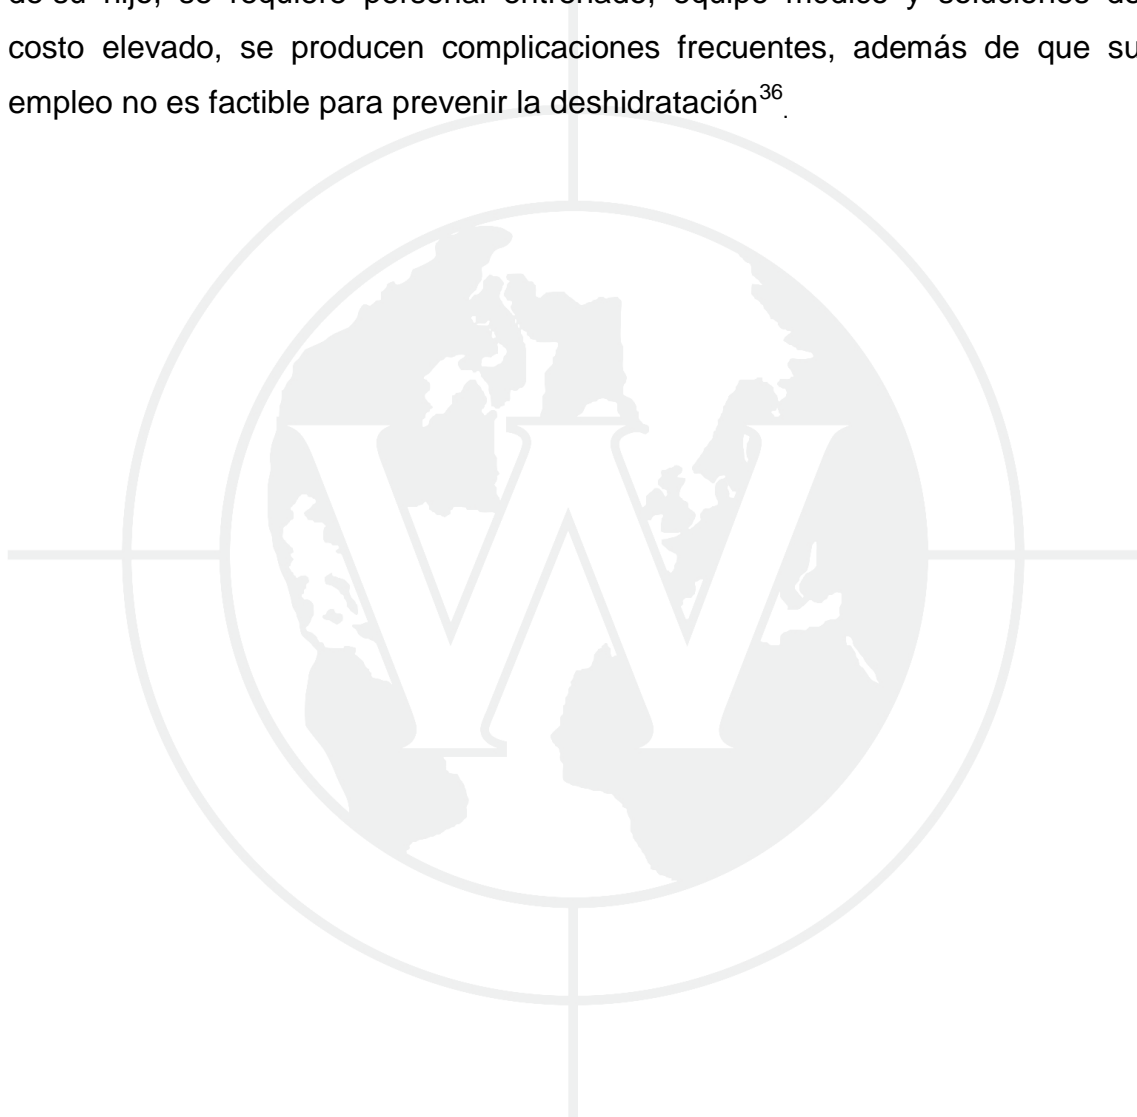 de su hijo, se requiere personal entrenado, equipo médico y soluciones de
costo elevado, se producen complicaciones frecuentes, además de que su
empleo no es factible para prevenir la deshidratación³⁶.
W